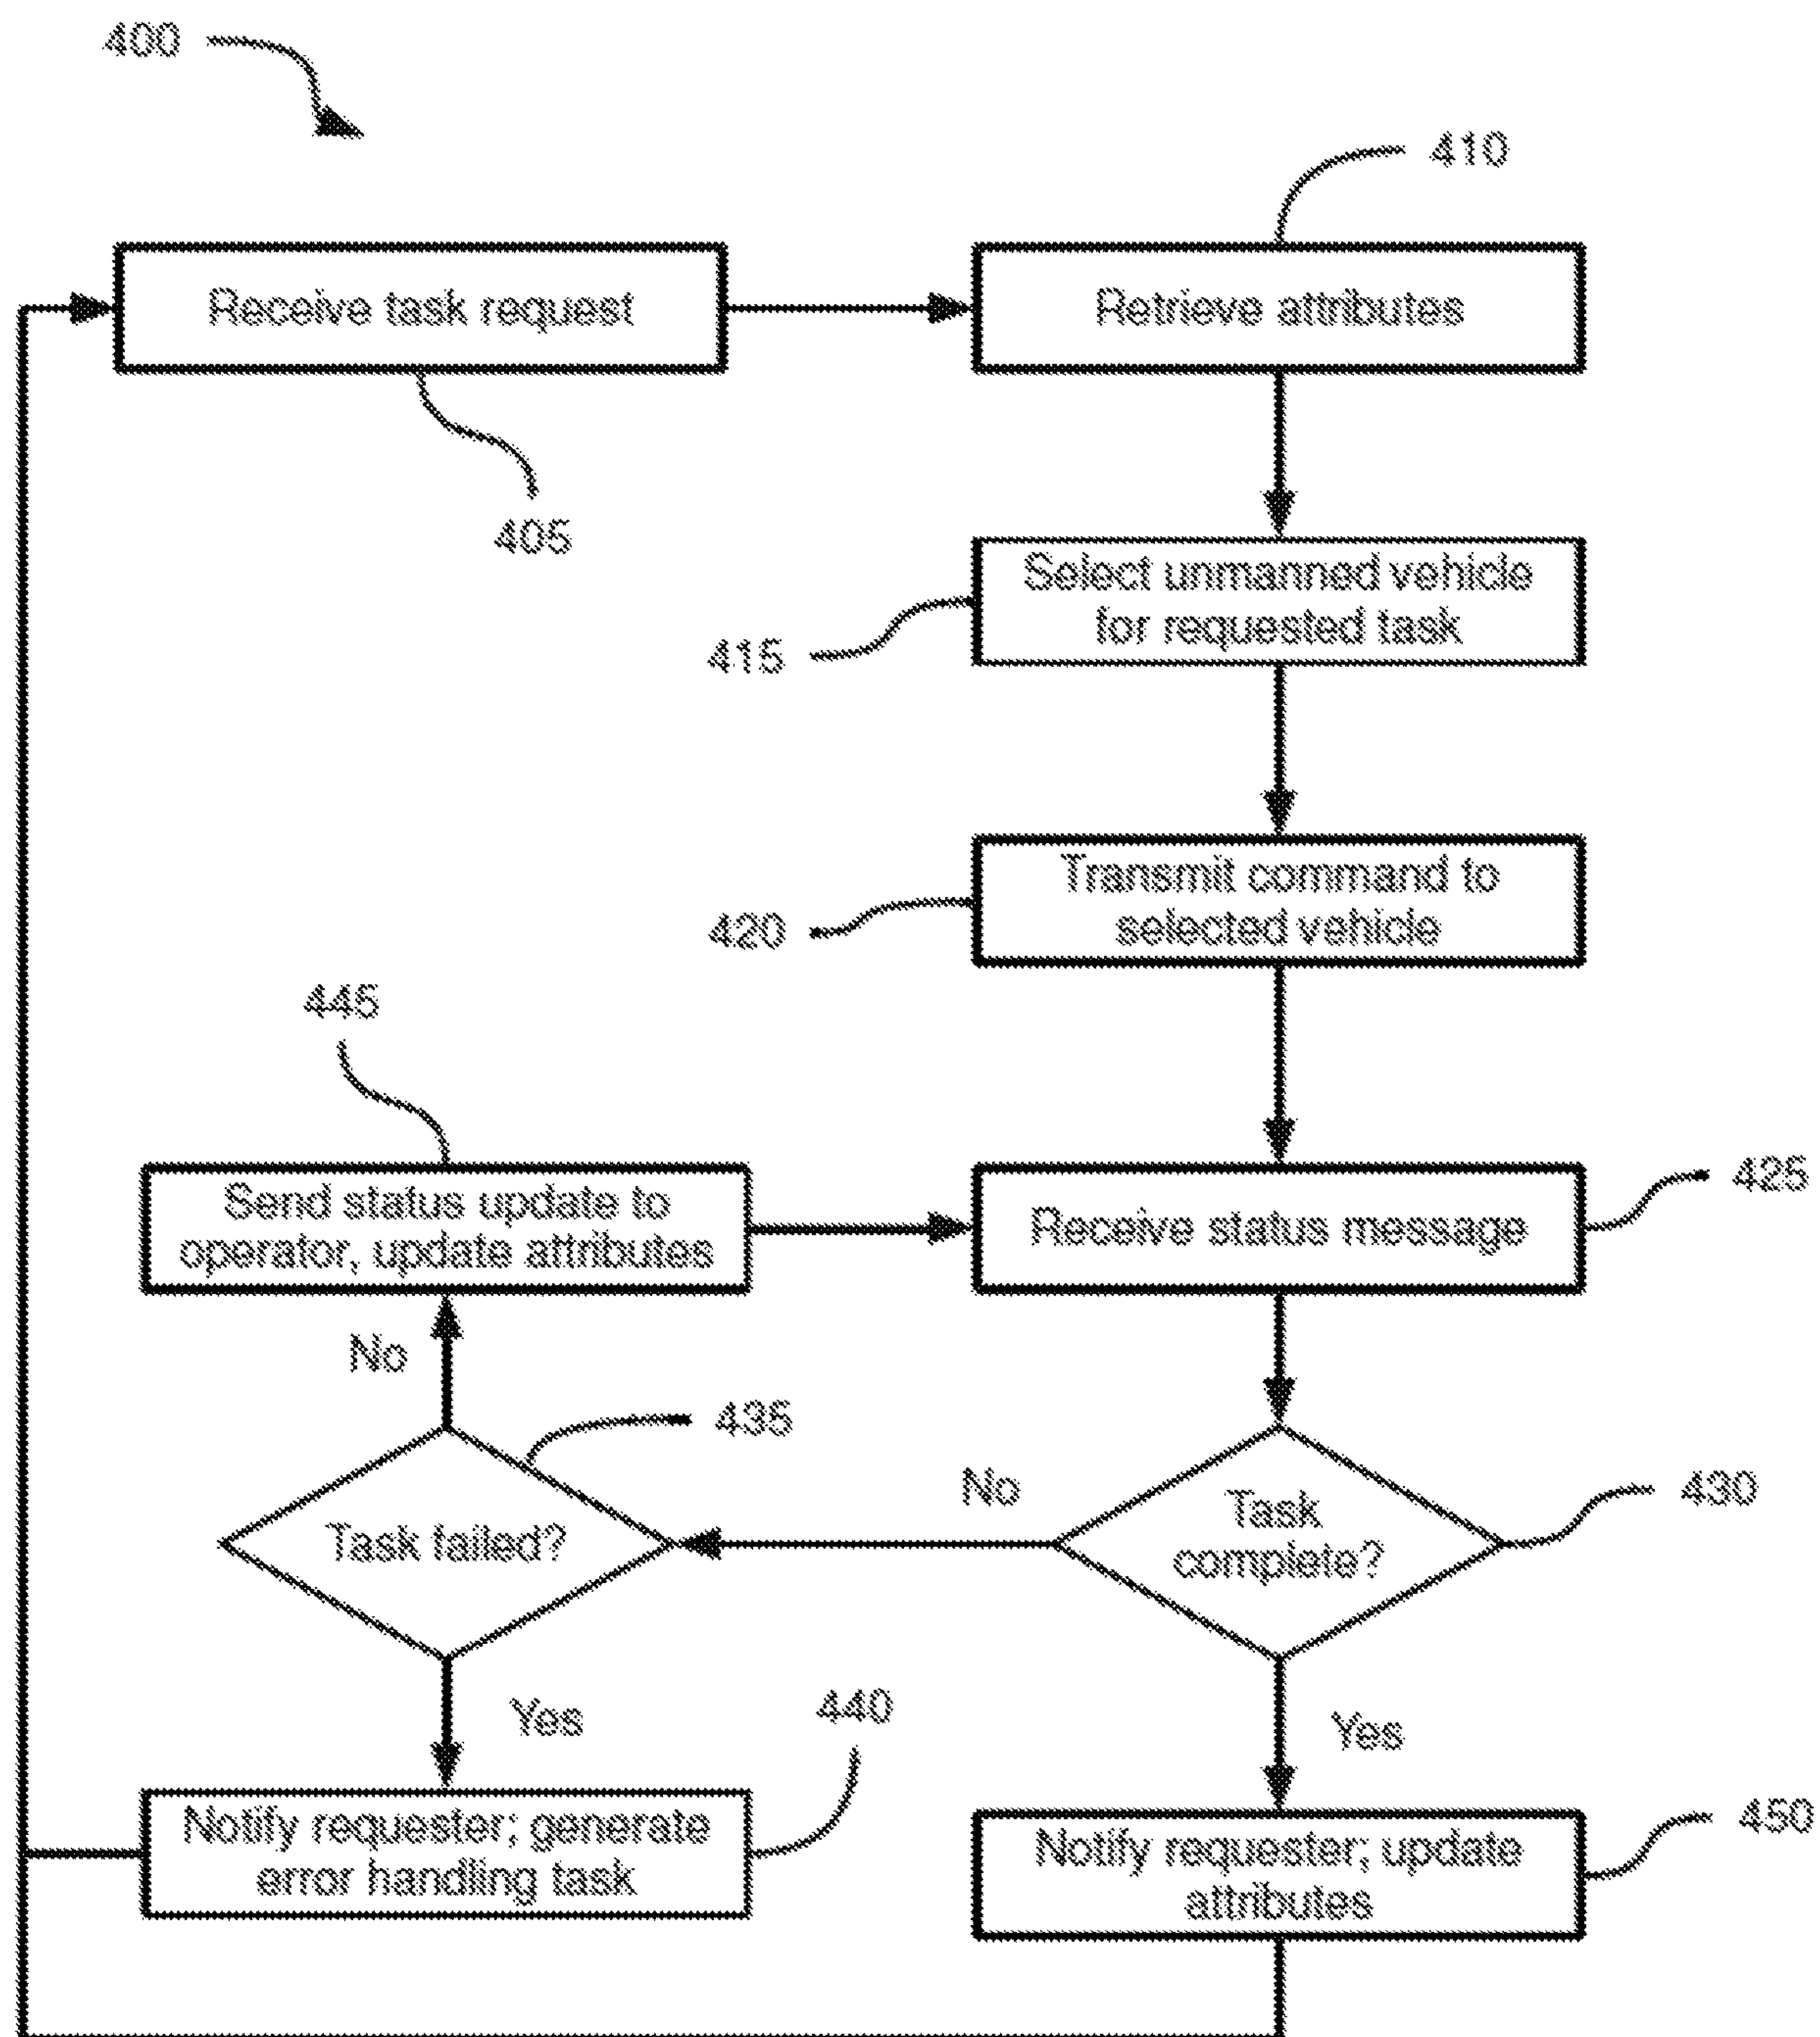 400
410
Receive task request
Retrieve attributes
405
Select unmanned vehicle
for requested task
415
Transmit command to
selected vehicle
420
445
Send status update to
operator, update attributes
Receive status message
425
No
435
No
Task failed?
Task
complete?
430
Yes
440
Yes
Notify requester; generate
error handling task
Notify requester; update
attributes
450